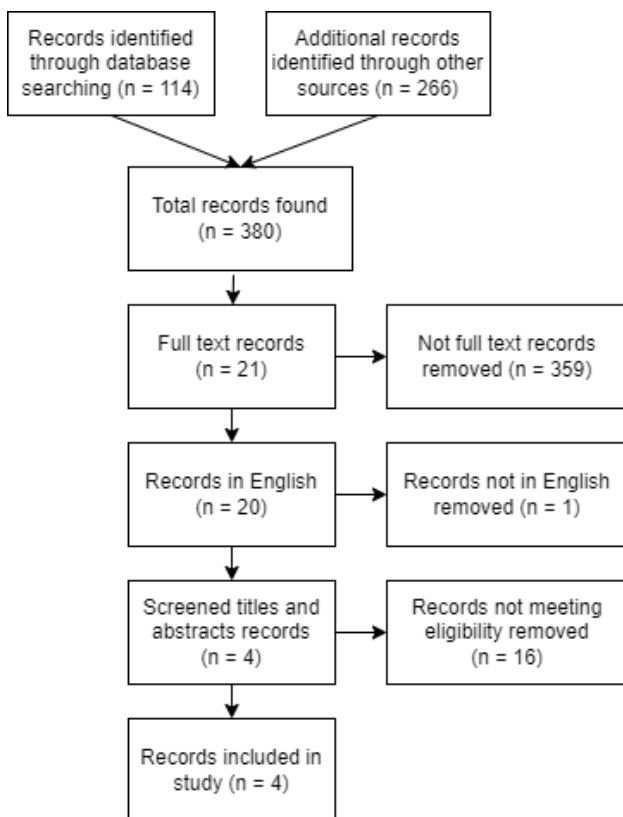 Records identified
through database
searching (n = 114)
Additional records
identified through other
sources (n = 266)
Total records found
(n = 380)
Full text records
(n = 21)
Not full text records
removed (n = 359)
Records in English
(n = 20)
Records not in English
removed (n = 1)
Screened titles and
abstracts records
(n = 4)
Records not meeting
eligibility removed
(n = 16)
Records included in
study (n = 4)